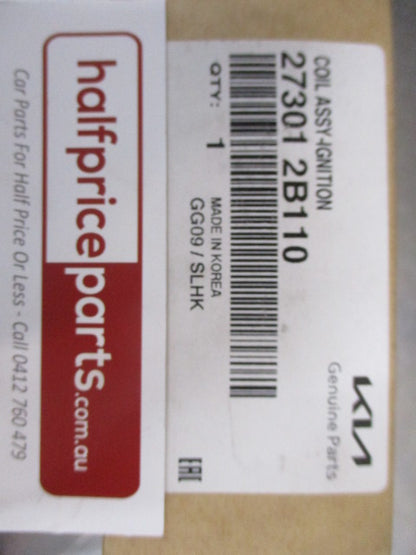 KIA
Genuine Parts
COIL ASSY-IGNITION
27301 2B110
QTY: 1
MADE IN KOREA
GG09 / SLHK
EAC
halfpriceparts.com.au
Car Parts For Half Price Or Less - Call 0412 760 479